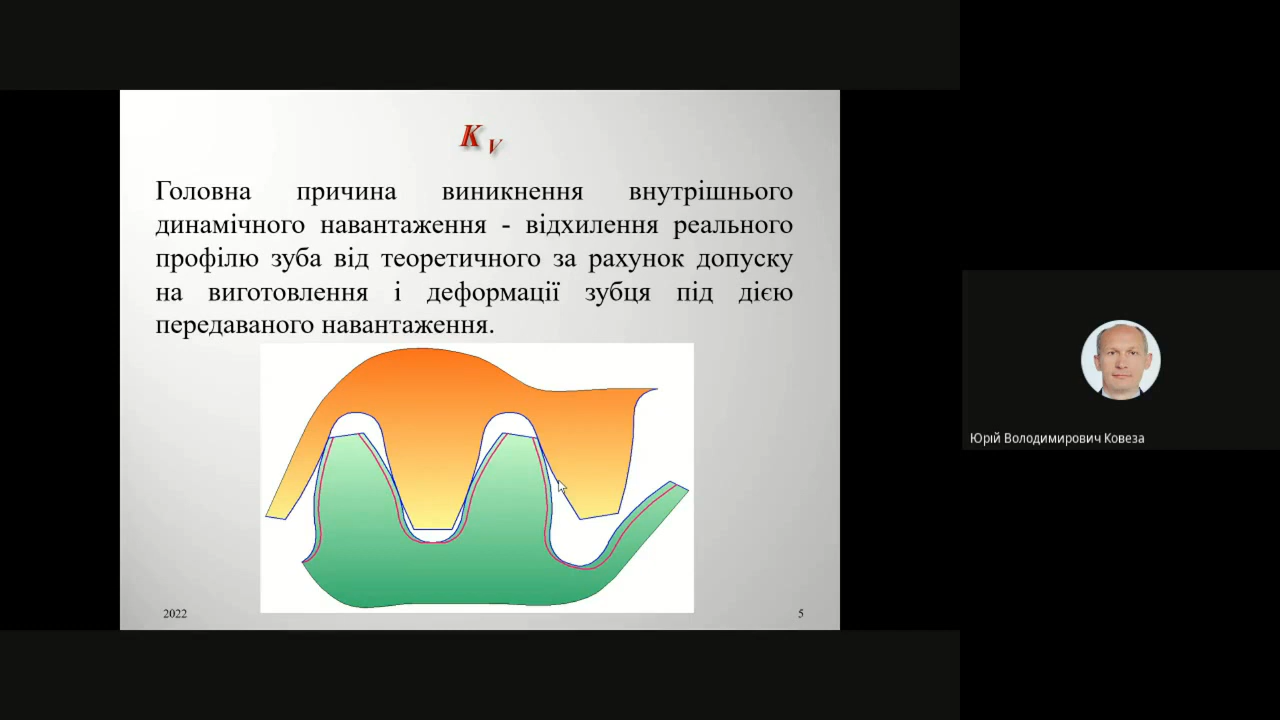 K V
Головна причина виникнення внутрішнього
динамічного навантаження - відхилення реального
профілю зуба від теоретичного за рахунок допуску
на виготовлення і деформації зубця під дією
передаваного навантаження.
2022
5
Юрій Володимирович Ковеза